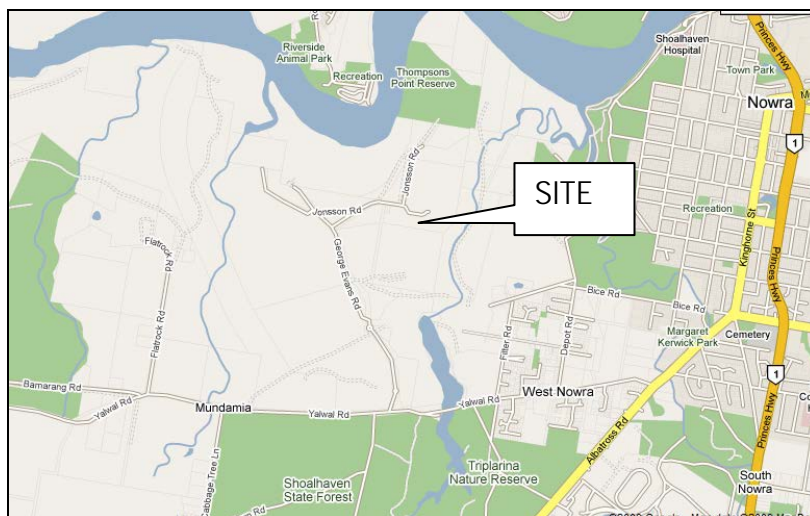 Riverside
Animal Park
Recreation
Thompsons
Point Reserve
Shoalhaven
Hospital
Princes Hwy
Town Park
Nowra
1
Jonsson Rd
SITE
Jonsson Rd
Recreation
Kinghorne St
Princes Hwy
Flatrock Rd
George Evans Rd
Flatrock Rd
Bice Rd
Bice Rd
Filter Rd
Depot Rd
Margaret
Kerwick Park
Cemetery
Bamarang Rd
Yalwal Rd
Mundamia
Yalwal Rd
Yalwal Rd
West Nowra
1
Albatross Rd
Princes Hwy
Cabbage Tree Ln
Shoalhaven
State Forest
Triplarina
Nature Reserve
South
Nowra